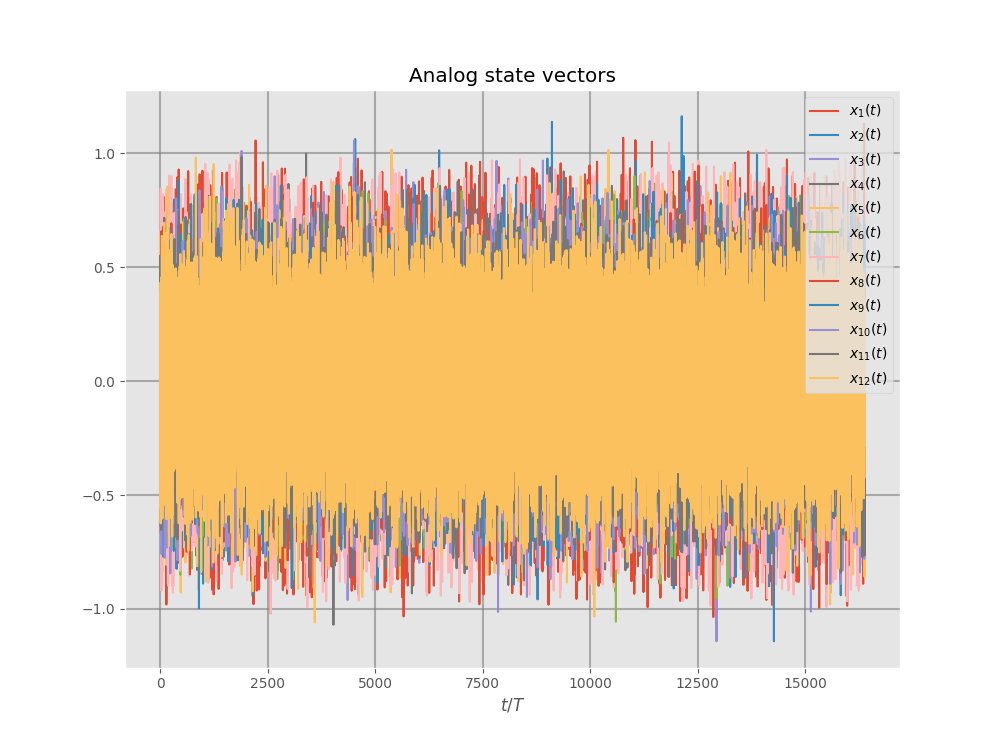 Analog state vectors
1.0
0.5
0.0
−0.5
−1.0
0 2500 5000 7500 10000 12500 15000
t/T
x₁(t)
x₂(t)
x₃(t)
x₄(t)
x₅(t)
x₆(t)
x₇(t)
x₈(t)
x₉(t)
x₁₀(t)
x₁₁(t)
x₁₂(t)